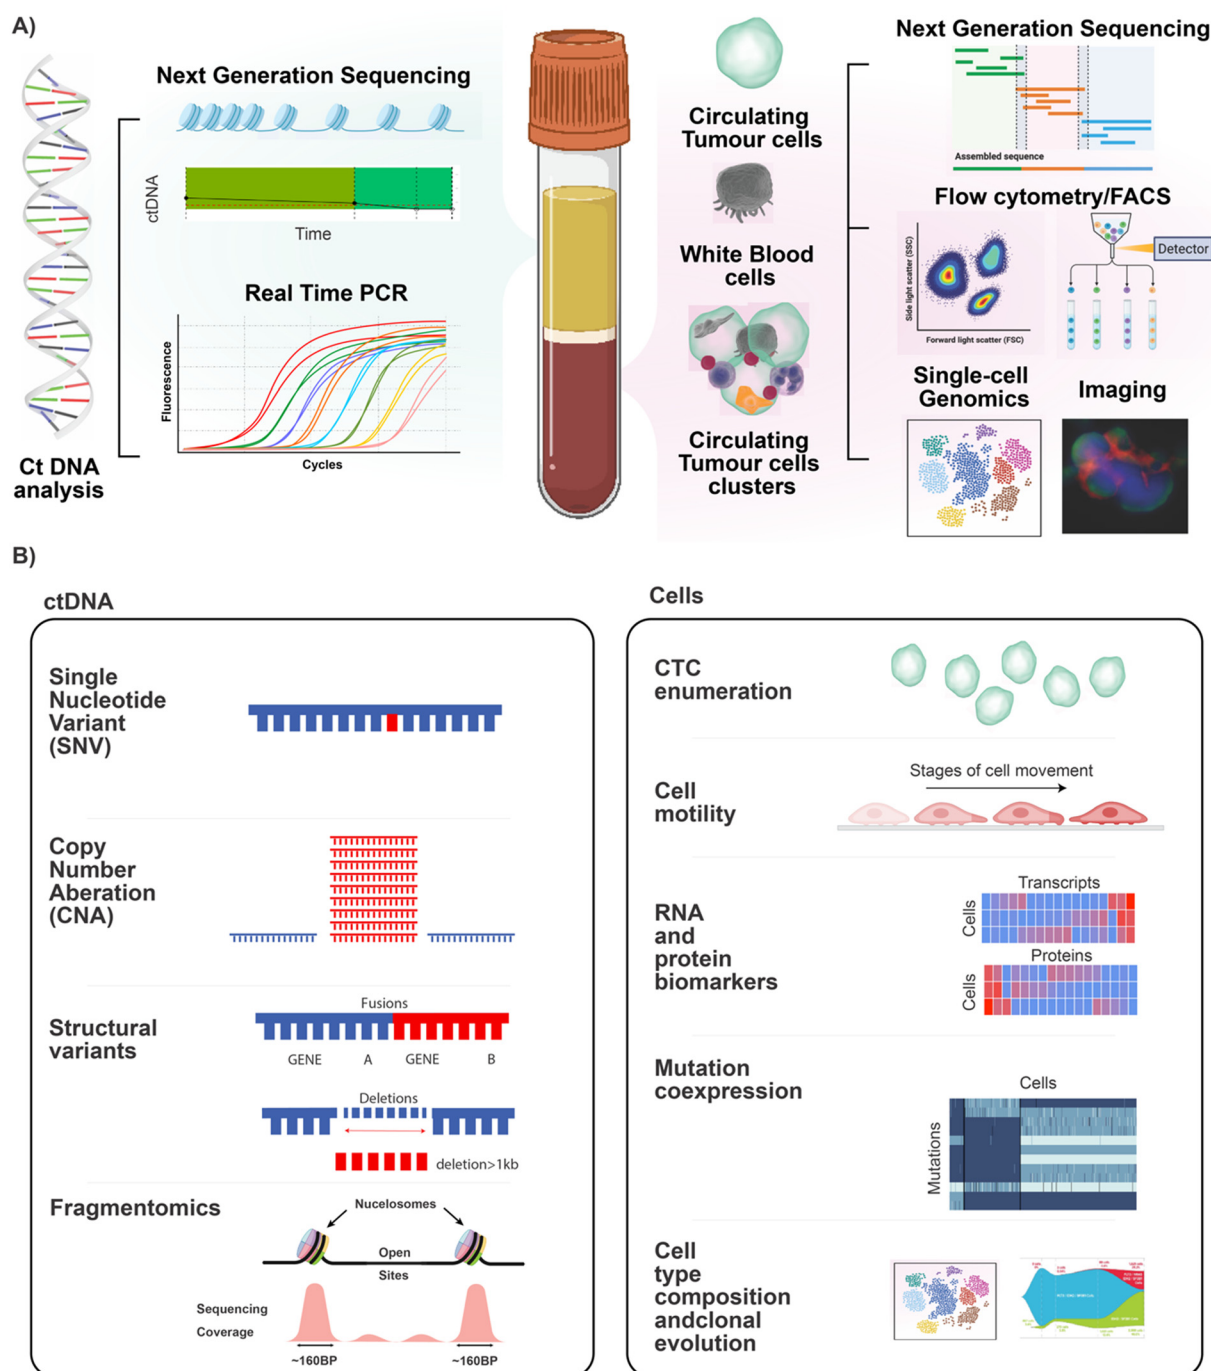 A)
Next Generation Sequencing
ctDNA
Time
Real Time PCR
Fluorescence
Cycles
Ct DNA
analysis
Circulating
Tumour cells
White Blood
cells
Circulating
Tumour cells
clusters
Next Generation Sequencing
Assembled sequence
Flow cytometry/FACS
Side light scatter (SSC)
Forward light scatter (FSC)
Detector
Single-cell
Genomics
Imaging
B)
ctDNA
Single
Nucleotide
Variant
(SNV)
Copy
Number
Aberation
(CNA)
Structural
variants
Fusions
GENE A GENE B
Deletions
deletion>1kb
Fragmentomics
Nucelosomes
Open
Sites
Sequencing
Coverage
~160BP ~160BP
Cells
CTC
enumeration
Cell
motility
Stages of cell movement
RNA
and
protein
biomarkers
Transcripts
Cells
Proteins
Cells
Mutation
coexpression
Cells
Mutations
Cell
type
composition
andclonal
evolution